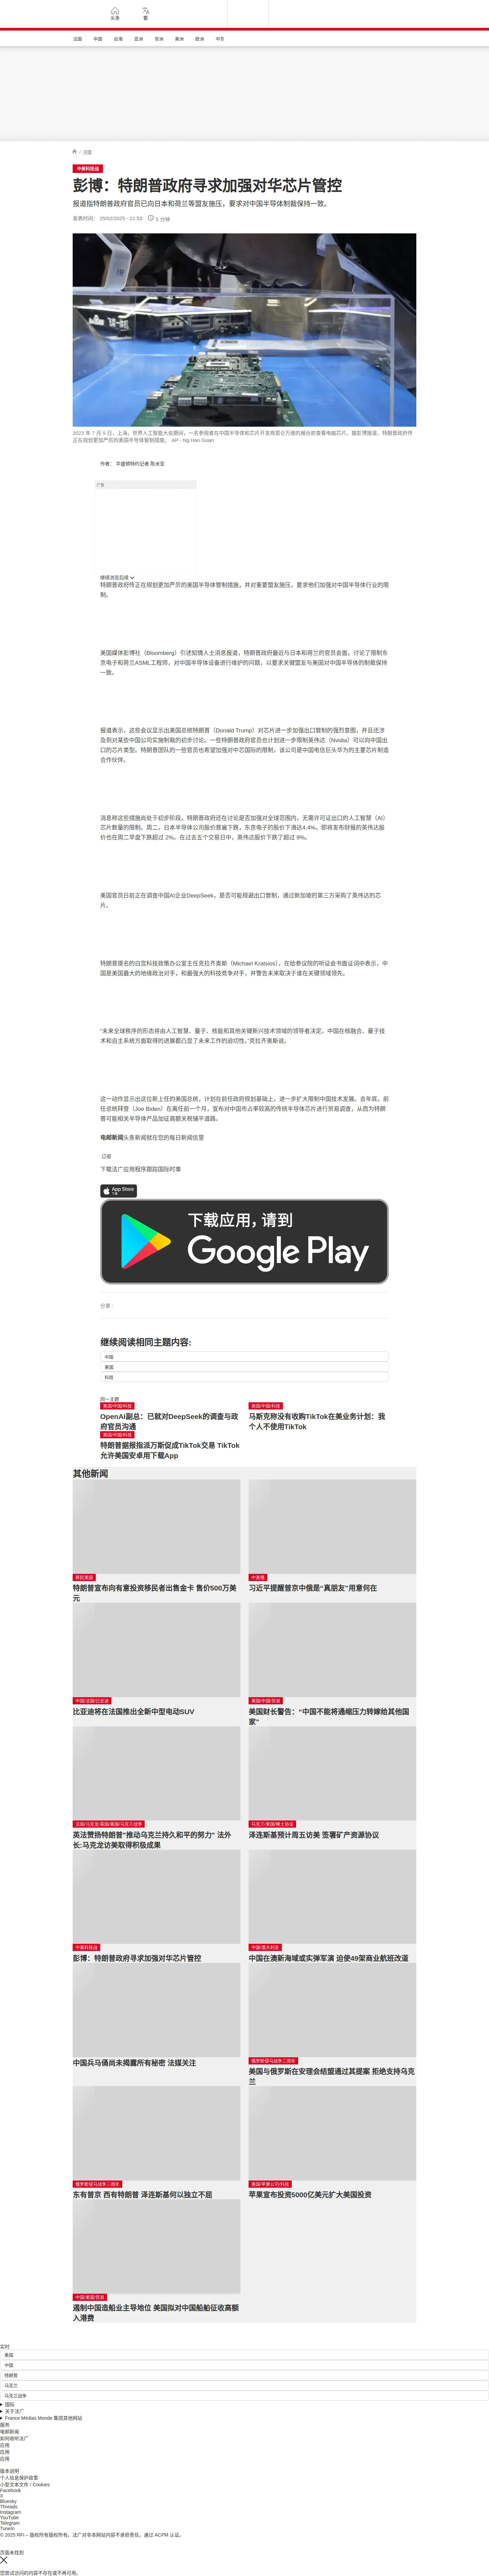 头条
繁
法国
中国
台海
亚洲
非洲
美洲
欧洲
中东
/ 法国
中美科技战
彭博：特朗普政府寻求加强对华芯片管控
报道指特朗普政府官员已向日本和荷兰等盟友施压，要求对中国半导体制裁保持一致。
发表时间： 25/02/2025 - 21:53
5 分钟
2023 年 7 月 5 日，上海，世界人工智能大会期间，一名参观者在中国半导体和芯片开发商昆仑万维的展台前查看电脑芯片。据彭博报道，特朗普政府传正在规划更加严厉的美国半导体管制措施。 AP - Ng Han Guan
作者： 华盛顿特约记者 陈米亚
广告
继续浏览后续
特朗普政府传正在规划更加严厉的美国半导体管制措施，并对重要盟友施压，要求他们加强对中国半导体行业的限制。
美国媒体彭博社（Bloomberg）引述知情人士消息报道，特朗普政府最近与日本和荷兰的官员会面，讨论了限制东京电子和荷兰ASML工程师，对中国半导体设备进行维护的问题，以要求关键盟友与美国对中国半导体的制裁保持一致。
报道表示，这些会议显示出美国总统特朗普（Donald Trump）对芯片进一步加强出口管制的强烈意图，并且还涉及到对某些中国公司实施制裁的初步讨论。一些特朗普政府官员也计划进一步限制英伟达（Nvidia）可以向中国出口的芯片类型。特朗普团队的一些官员也希望加强对中芯国际的限制，该公司是中国电信巨头华为的主要芯片制造合作伙伴。
消息称这些措施尚处于初步阶段。特朗普政府还在讨论是否加强对全球范围内，无需许可证出口的人工智慧（AI）芯片数量的限制。周二，日本半导体公司股价普遍下跌，东京电子的股价下滑达4.4%，即将发布财报的英伟达股价也在周二早盘下跌超过 2%。在过去五个交易日中，英伟达股价下跌了超过 9%。
美国官员日前正在调查中国AI企业DeepSeek，是否可能规避出口管制，通过新加坡的第三方采购了英伟达的芯片。
特朗普提名的白宫科技政策办公室主任克拉齐奥斯（Michael Kratsios），在给参议院的听证会书面证词中表示，中国是美国最大的地缘政治对手，和最强大的科技竞争对手，并警告未来取决于谁在关键领域领先。
“未来全球秩序的形态将由人工智慧、量子、核能和其他关键新兴技术领域的领导者决定。中国在核融合、量子技术和自主系统方面取得的进展都凸显了未来工作的迫切性。”克拉齐奥斯说。
这一动作显示出这位新上任的美国总统，计划在前任政府规划基础上，进一步扩大限制中国技术发展。去年底，前任总统拜登（Joe Biden）在离任前一个月，宣布对中国市占率较高的传统半导体芯片进行贸易调查，从而为特朗普可能相关半导体产品加征高额关税铺平道路。
电邮新闻头条新闻就在您的每日新闻信里
订阅
下载法广应用程序跟踪国际时事
App Store
下载应用，请到
Google Play
分享 :
继续阅读相同主题内容:
中国
美国
科技
同一主题
美国/中国/科技
OpenAI副总：已就对DeepSeek的调查与政府官员沟通
美国/中国/科技
马斯克称没有收购TikTok在美业务计划：我个人不使用TikTok
美国/中国/科技
特朗普据报指派万斯促成TikTok交易 TikTok允许美国安卓用下载App
其他新闻
移民美国
特朗普宣布向有意投资移民者出售金卡 售价500万美元
中美俄
习近平提醒普京中俄是“真朋友”用意何在
中国/法国/比亚迪
比亚迪将在法国推出全新中型电动SUV
美国/中国/贸易
美国财长警告：“中国不能将通缩压力转嫁给其他国家”
法国/马克龙/英国/美国/乌克兰战争
英法赞扬特朗普“推动乌克兰持久和平的努力” 法外长:马克龙访美取得积极成果
乌克兰/美国/稀土协议
泽连斯基预计周五访美 签署矿产资源协议
中美科技战
彭博：特朗普政府寻求加强对华芯片管控
中国/澳大利亚
中国在澳新海域或实弹军演 迫使49架商业航班改道
中国兵马俑尚未揭露所有秘密 法媒关注
俄罗斯侵乌战争三周年
美国与俄罗斯在安理会结盟通过其提案 拒绝支持乌克兰
俄罗斯侵乌战争三周年
东有普京 西有特朗普 泽连斯基何以独立不屈
美国/苹果公司/科技
苹果宣布投资5000亿美元扩大美国投资
中国/美国/贸易
遏制中国造船业主导地位 美国拟对中国船舶征收高额入港费
实时
美国
中国
特朗普
乌克兰
乌克兰战争
国际
关于法广
France Médias Monde 集团其他网站
服务
电邮新闻
如何收听法广
应用
应用
应用
版本说明
个人信息保护政策
小型文本文件 / Cookies
Facebook
X
Bluesky
Threads
Instagram
YouTube
Telegram
TuneIn
© 2025 RFI – 版权所有版权所有。法广对非本网站内容不承担责任。通过 ACPM 认证。
页面未找到
您尝试访问的内容不存在或不再可用。